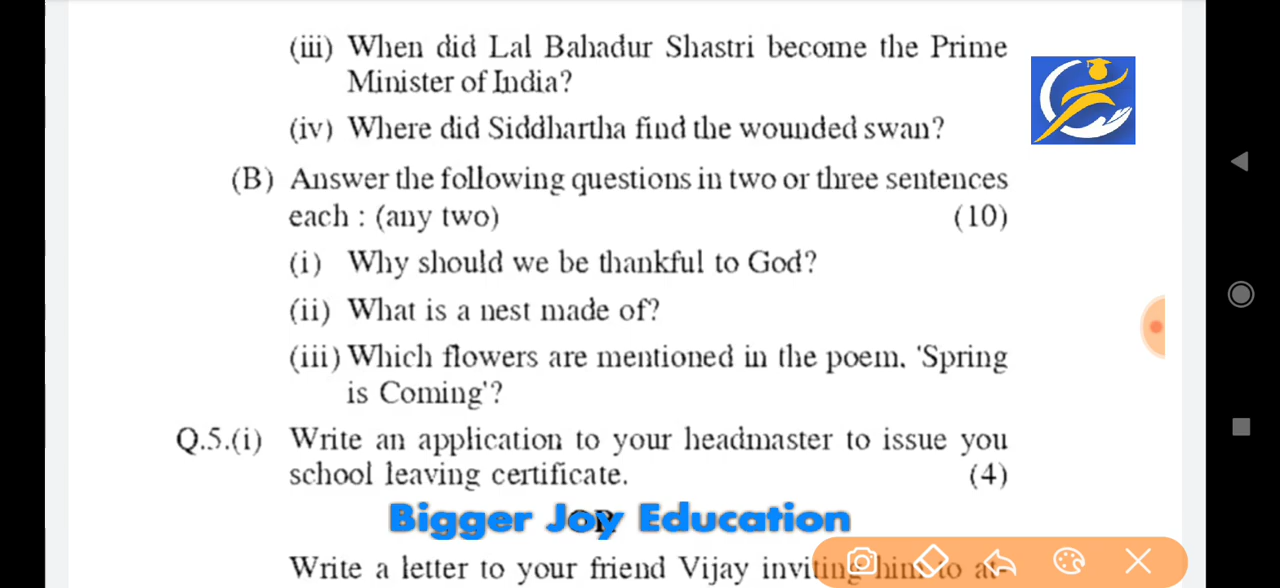 (iii) When did Lal Bahadur Shastri become the Prime
Minister of India?
(iv) Where did Siddhartha find the wounded swan?
(B) Answer the following questions in two or three sentences
each : (any two) (10)
(i) Why should we be thankful to God?
(ii) What is a nest made of?
(iii) Which flowers are mentioned in the poem. 'Spring
is Coming'?
Q.5.(i) Write an application to your headmaster to issue you
school leaving certificate. (4)
OR
Bigger Joy Education
Write a letter to your friend Vijay inviting him to at-